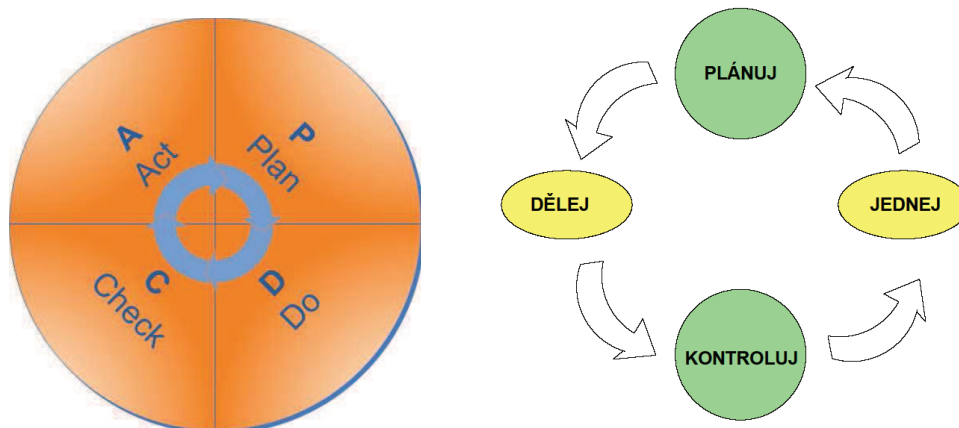 A
Act
P
Plan
C
Check
D
Do
PLÁNUJ
DĚLEJ
JEDNEJ
KONTROLUJ